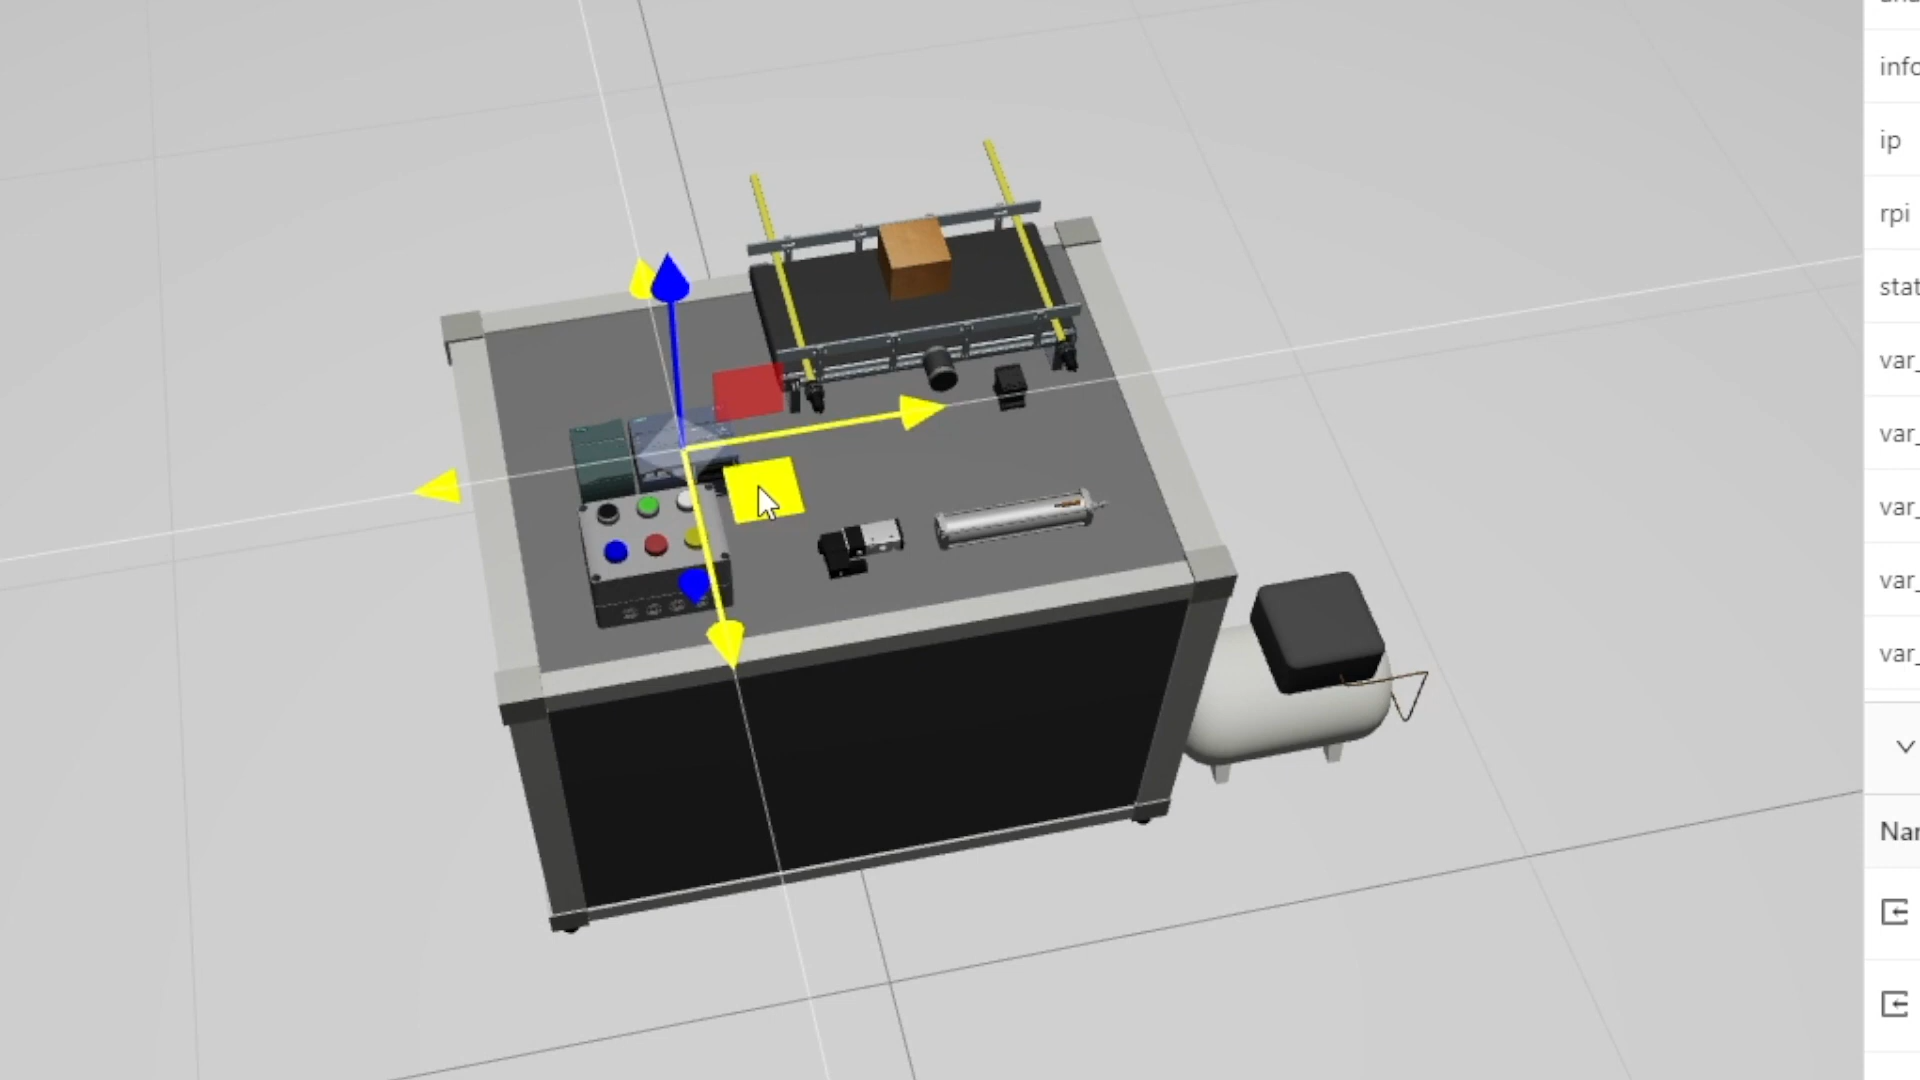 info
ip
rpi
stat
var_
var_
var_
var_
var_
Nar